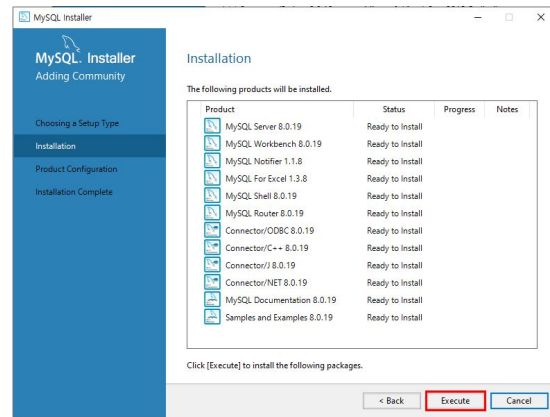 MySQL Installer
MySQL. Installer
Adding Community
Choosing a Setup Type
Installation
Product Configuration
Installation Complete
Installation
The following products will be installed.
Product Status Progress Notes
MySQL Server 8.0.19 Ready to Install
MySQL Workbench 8.0.19 Ready to Install
MySQL Notifier 1.1.8 Ready to Install
MySQL For Excel 1.3.8 Ready to Install
MySQL Shell 8.0.19 Ready to Install
MySQL Router 8.0.19 Ready to Install
Connector/ODBC 8.0.19 Ready to Install
Connector/C++ 8.0.19 Ready to Install
Connector/J 8.0.19 Ready to Install
Connector/NET 8.0.19 Ready to Install
MySQL Documentation 8.0.19 Ready to Install
Samples and Examples 8.0.19 Ready to Install
Click [Execute] to install the following packages.
< Back Execute Cancel